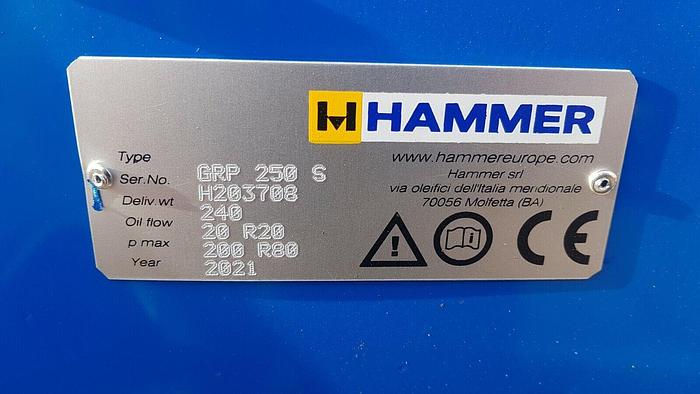 H HAMMER
www.hammereurope.com
Hammer srl
via oleifici dell'Italia meridionale
70056 Molfetta (BA)
Type GRP 250 S
Ser.No. H203708
Deliv.wt 240
Oil flow 20 R20
p max 200 R80
Year 2021
CE